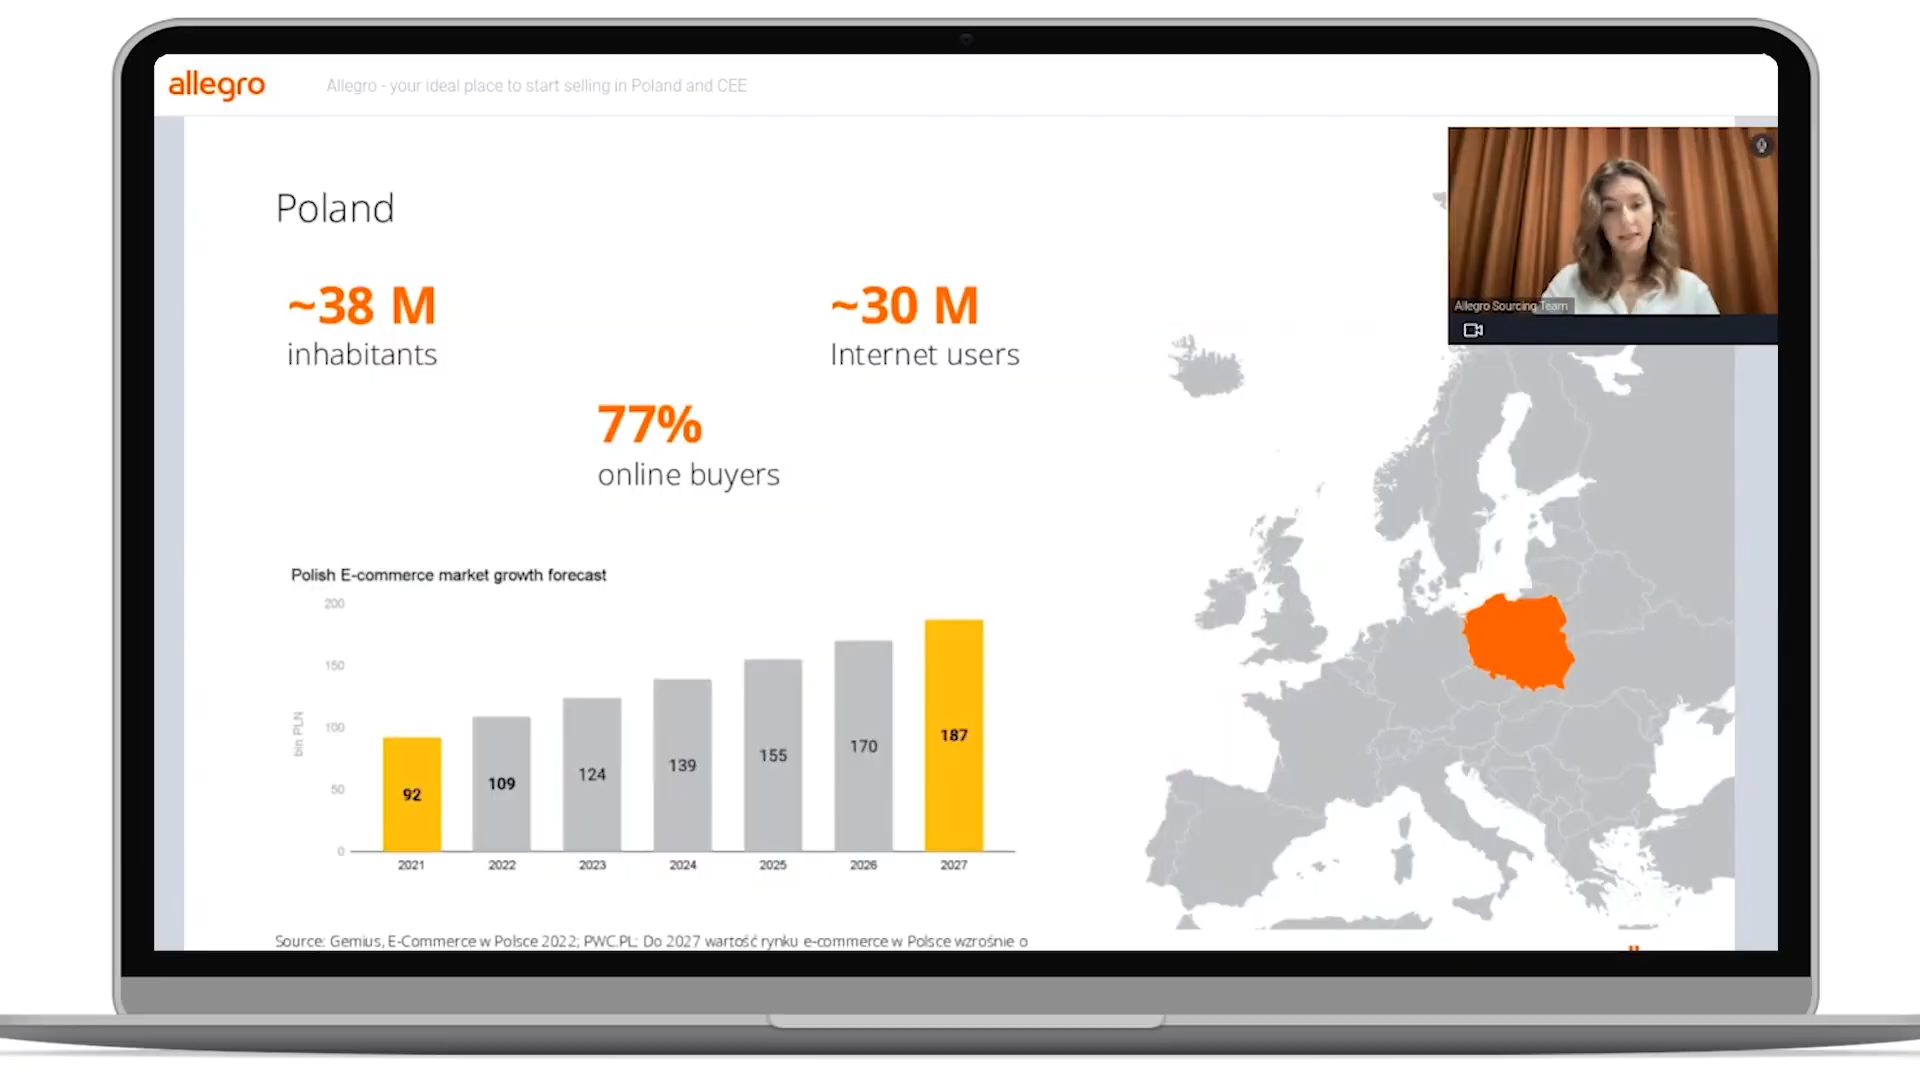 allegro
Allegro - your ideal place to start selling in Poland and CEE
Allegro Sourcing Team
Poland
~38 M
inhabitants
~30 M
Internet users
77%
online buyers
Polish E-commerce market growth forecast
bln PLN
200
150
100
50
0
92
109
124
139
155
170
187
2021
2022
2023
2024
2025
2026
2027
Source: Gemius, E-Commerce w Polsce 2022; PWC.PL: Do 2027 wartość rynku e-commerce w Polsce wzrośnie o